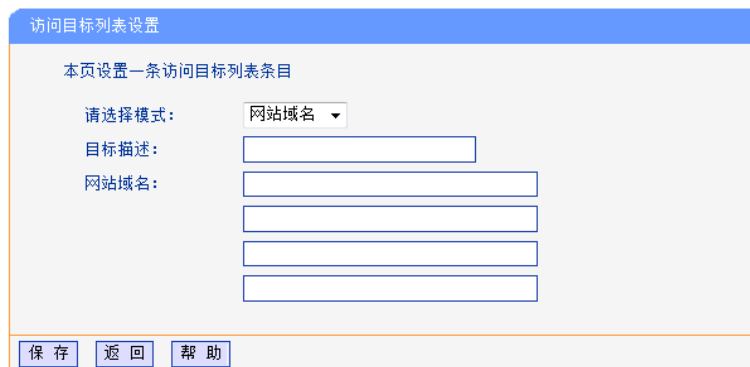 访问目标列表设置
本页设置一条访问目标列表条目
请选择模式： 网站域名
目标描述：
网站域名：
保 存 返 回 帮 助